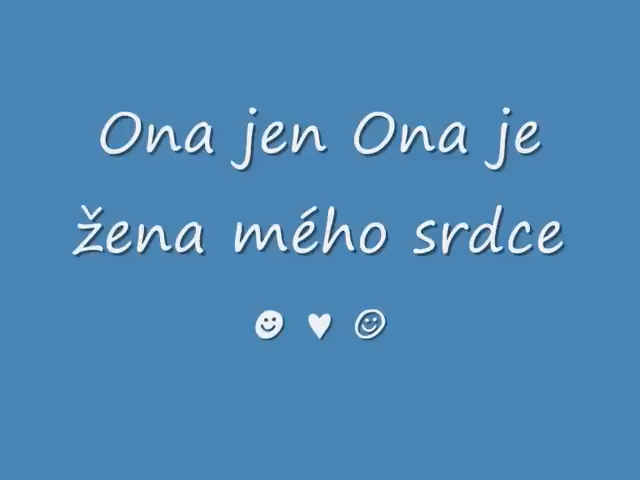 Ona jen Ona je
žena mého srdce
☻ ♥ ☺